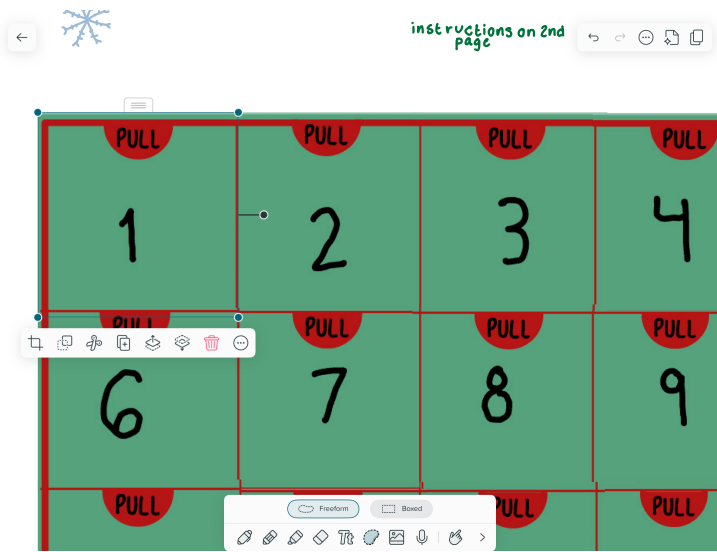 instructions on 2nd
page
PULL PULL PULL PULL
1 2 3 4
PULL PULL PULL PULL
6 7 8 9
PULL PULL PULL
Freeform Boxed
Tt